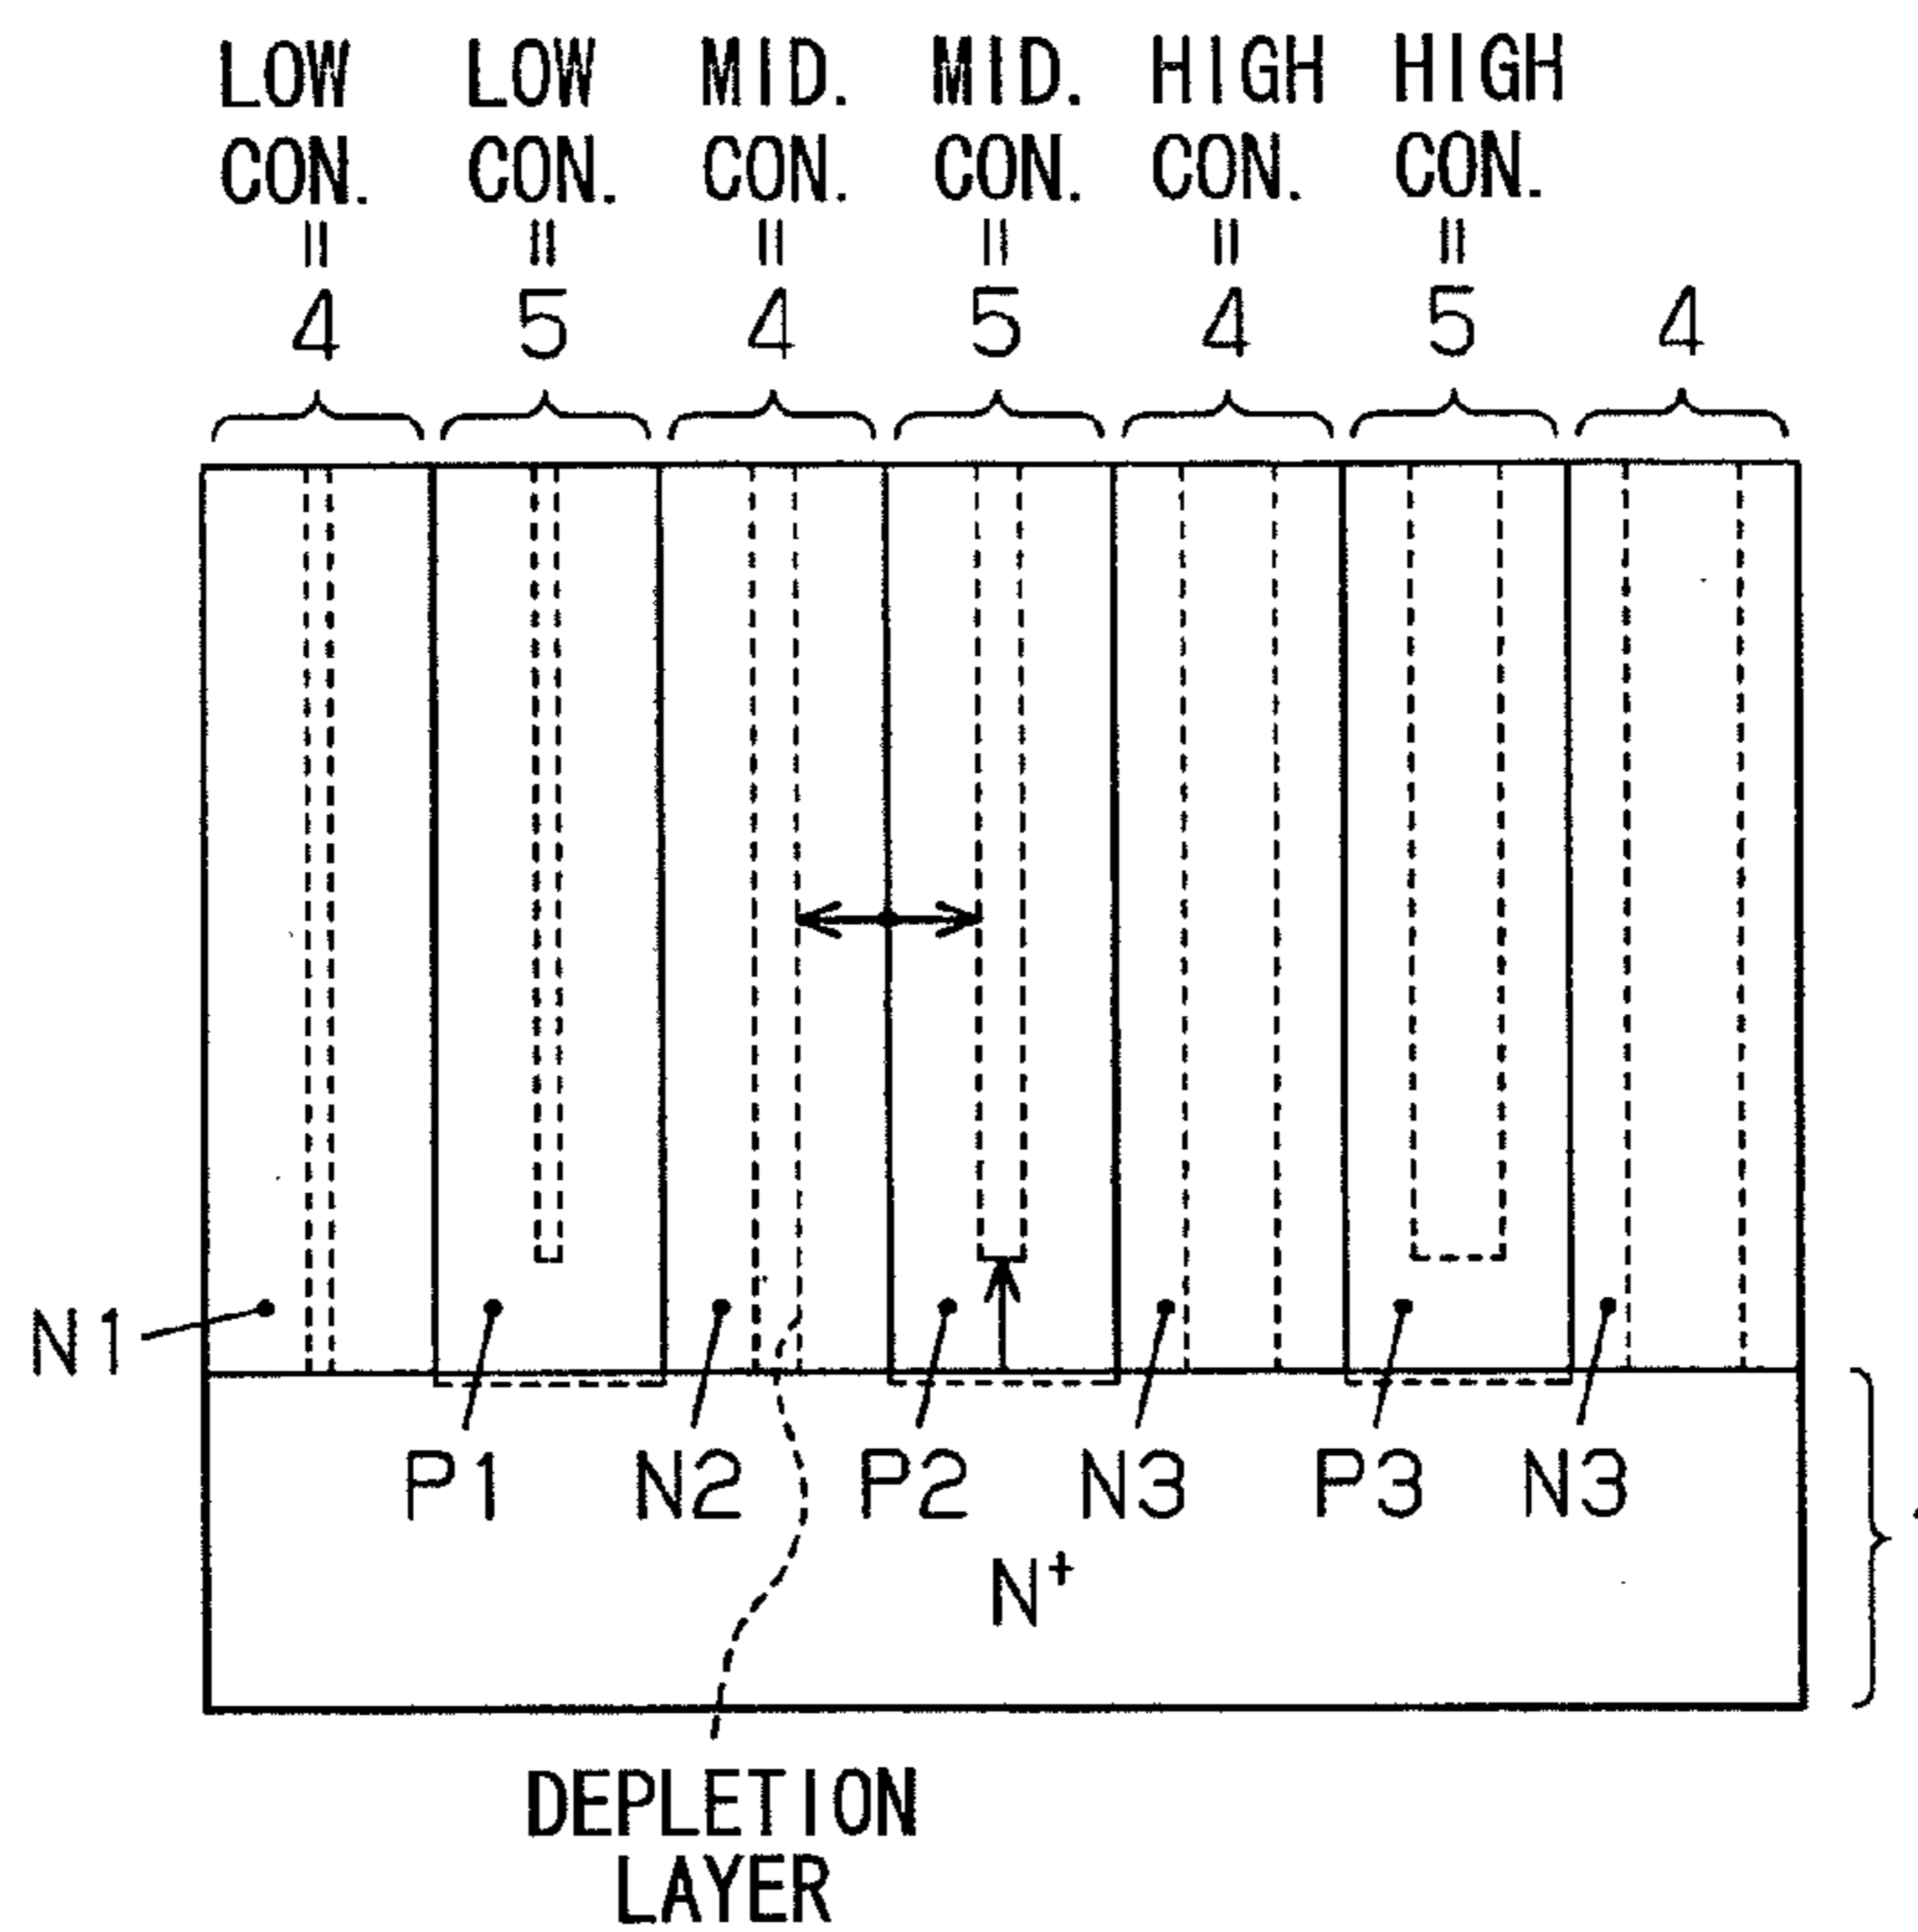 LOW LOW MID. MID. HIGH HIGH
CON. CON. CON. CON. CON. CON.
= = = = = =
4 5 4 5 4 5 4
N1
P1 N2 P2 N3 P3 N3
N+
DEPLETION
LAYER